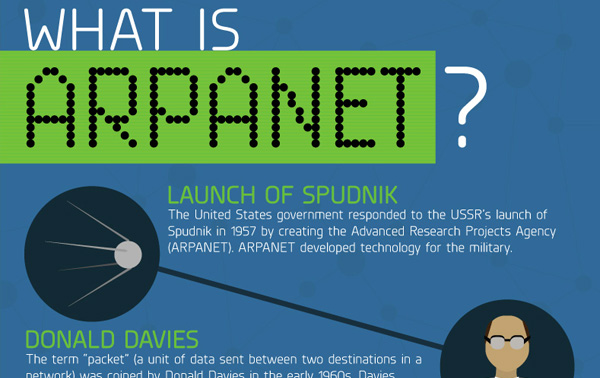 WHAT IS
ARPANET?
LAUNCH OF SPUDNIK
The United States government responded to the USSR's launch of
Spudnik in 1957 by creating the Advanced Research Projects Agency
(ARPANET). ARPANET developed technology for the military.
DONALD DAVIES
The term "packet" (a unit of data sent between two destinations in a
network) was coined by Donald Davies in the early 1960s. Davies